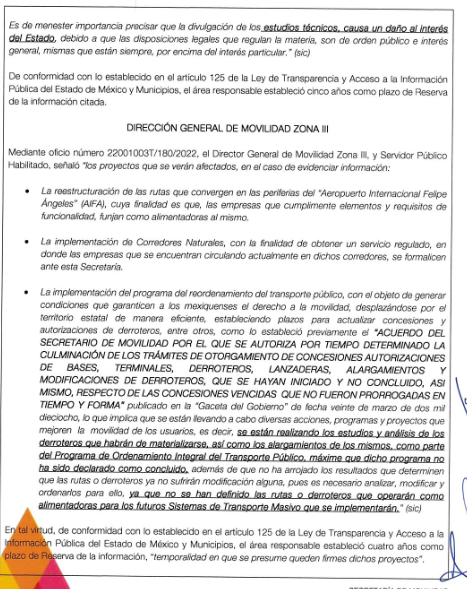 Es de menester importancia precisar que la divulgación de los estudios técnicos, causa un daño al Interés
del Estado, debido a que las disposiciones legales que regulan la materia, son de orden público e interés
general, mismas que están siempre, por encima del interés particular." (sic)
De conformidad con lo establecido en el artículo 125 de la Ley de Transparencia y Acceso a la Información
Pública del Estado de México y Municipios, el área responsable estableció cinco años como plazo de Reserva
de la información citada.
DIRECCIÓN GENERAL DE MOVILIDAD ZONA III
Mediante oficio número 22001003T/180/2022, el Director General de Movilidad Zona III, y Servidor Público
Habilitado, señaló "los proyectos que se verán afectados, en el caso de evidenciar información:
• La reestructuración de las rutas que convergen en las periferias del "Aeropuerto Internacional Felipe
Ángeles" (AIFA), cuya finalidad es que, las empresas que cumplimente elementos y requisitos de
funcionalidad, funjan como alimentadoras al mismo.
• La implementación de Corredores Naturales, con la finalidad de obtener un servicio regulado, en
donde las empresas que se encuentran circulando actualmente en dichos corredores, se formalicen
ante esta Secretaría.
• La implementación del programa del reordenamiento del transporte público, con el objeto de generar
condiciones que garanticen a los mexiquenses el derecho a la movilidad, desplazándose por el
territorio estatal de manera eficiente, estableciendo plazos para actualizar concesiones y
autorizaciones de derroteros, entre otros, como lo estableció previamente el "ACUERDO DEL
SECRETARIO DE MOVILIDAD POR EL QUE SE AUTORIZA POR TIEMPO DETERMINADO LA
CULMINACIÓN DE LOS TRÁMITES DE OTORGAMIENTO DE CONCESIONES AUTORIZACIONES
DE BASES, TERMINALES, DERROTEROS, LANZADERAS, ALARGAMIENTOS Y
MODIFICACIONES DE DERROTEROS, QUE SE HAYAN INICIADO Y NO CONCLUIDO, ASI
MISMO, RESPECTO DE LAS CONCESIONES VENCIDAS QUE NO FUERON PRORROGADAS EN
TIEMPO Y FORMA" publicado en la "Gaceta del Gobierno" de fecha veinte de marzo de dos mil
dieciocho, lo que implica que se están llevando a cabo diversas acciones, programas y proyectos que
mejoren la movilidad de los usuarios, es decir, se están realizando los estudios y análisis de los
derroteros que habrán de materializarse, así como los alargamientos de los mismos, como parte
del Programa de Ordenamiento Integral del Transporte Público, máxime que dicho programa no
ha sido declarado como concluido, además de que no ha arrojado los resultados que determinen
que las rutas o derroteros ya no sufrirán modificación alguna, pues es necesario analizar, modificar y
ordenarlos para ello, ya que no se han definido las rutas o derroteros que operarán como
alimentadoras para los futuros Sistemas de Transporte Masivo que se implementarán." (sic)
En tal virtud, de conformidad con lo establecido en el artículo 125 de la Ley de Transparencia y Acceso a la
Información Pública del Estado de México y Municipios, el área responsable estableció cuatro años como
plazo de Reserva de la información, "temporalidad en que se presume queden firmes dichos proyectos".